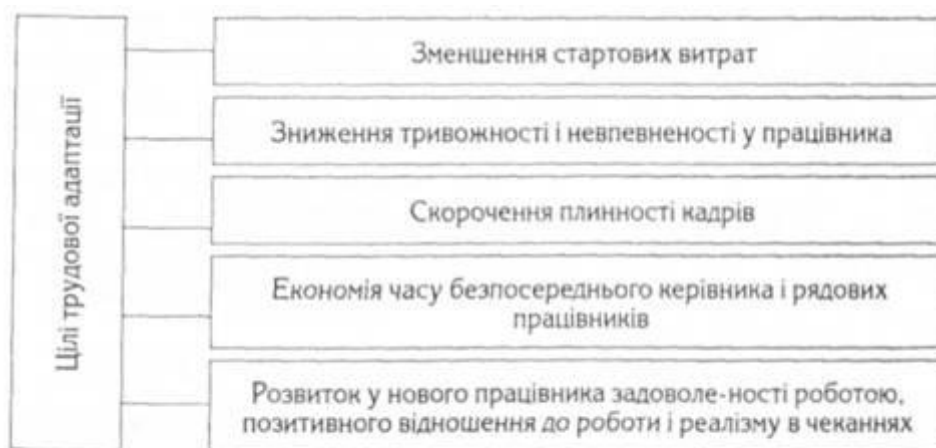 Цілі трудової адаптації
Зменшення стартових витрат
Зниження тривожності і невпевненості у працівника
Скорочення плинності кадрів
Економія часу безпосереднього керівника і рядових
працівників
Розвиток у нового працівника задоволе-ності роботою,
позитивного відношення до роботи і реалізму в чеканнях